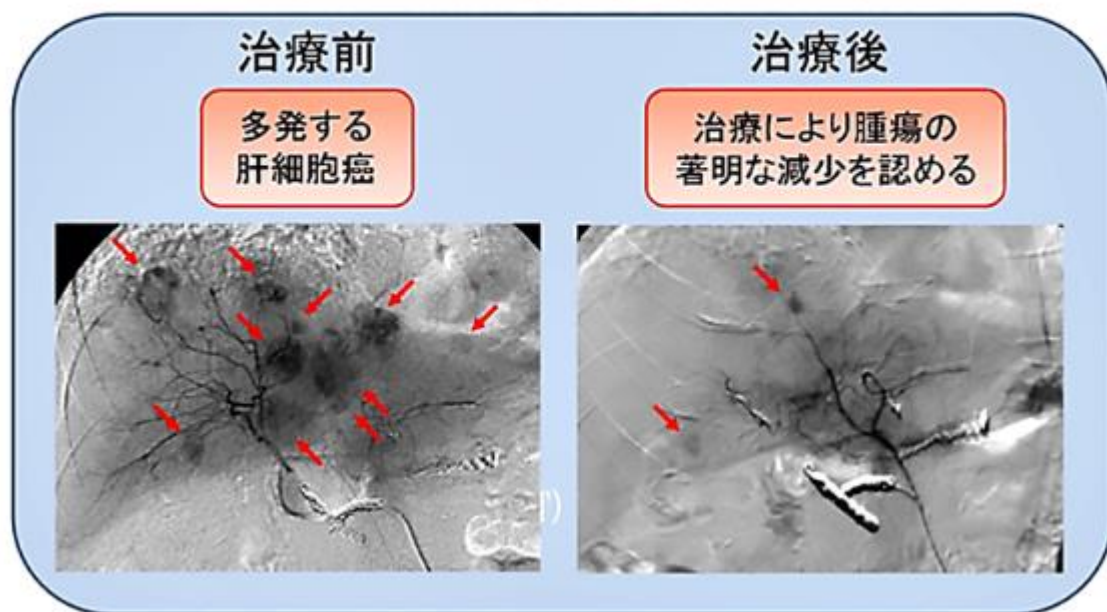 治療前
多発する
肝細胞癌
治療後
治療により腫瘍の
著明な減少を認める